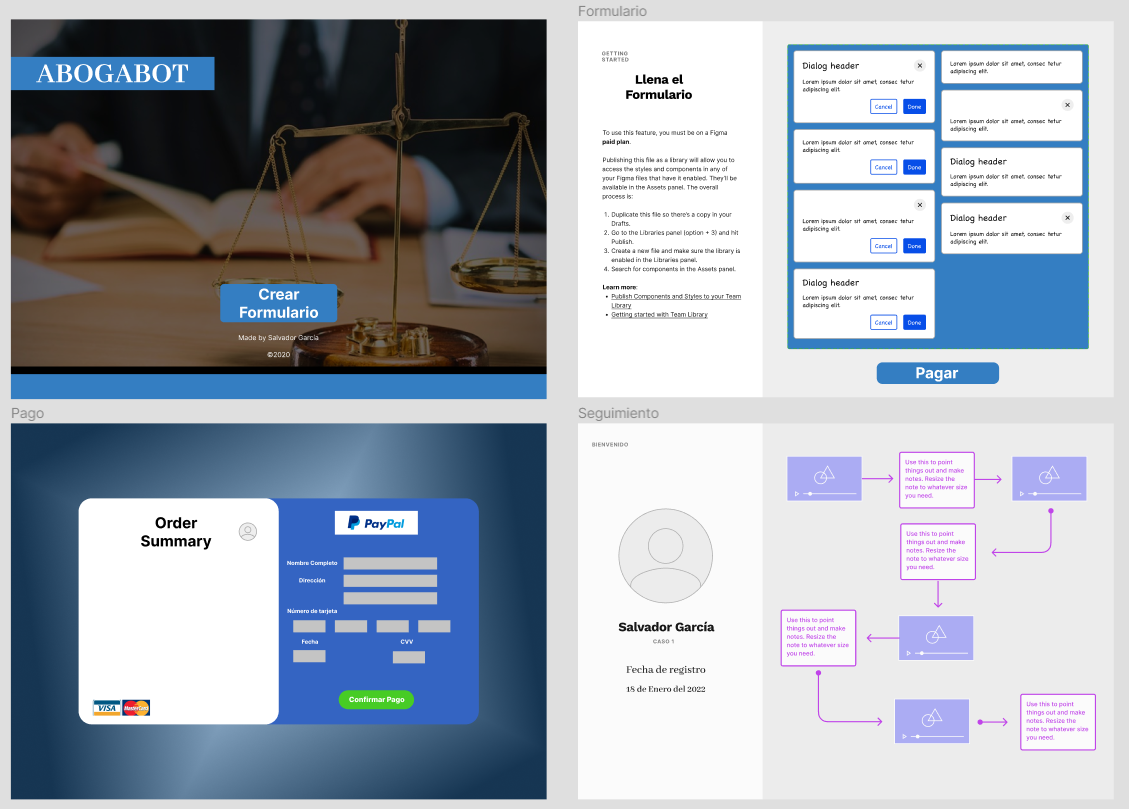 ABOGABOT
Crear
Formulario
Made by Salvador García
©2020
Formulario
GETTING
STARTED
Llena el
Formulario
To use this feature, you must be on a Figma
paid plan.
Publishing this file as a library will allow you to
access the styles and components in any of
your Figma files that have it enabled. They'll be
available in the Assets panel. The overall
process is:
1. Duplicate this file so there's a copy in your
Drafts.
2. Go to the Libraries panel (option + 3) and hit
Publish.
3. Create a new file and make sure the library is
enabled in the Libraries panel.
4. Search for components in the Assets panel.
Learn more:
• Publish Components and Styles to your Team
Library
• Getting started with Team Library
Dialog header
Lorem ipsum dolor sit amet, consec tetur
adipiscing elit.
Cancel Done
Lorem ipsum dolor sit amet, consec tetur
adipiscing elit.
Cancel Done
Lorem ipsum dolor sit amet, consec tetur
adipiscing elit.
Cancel Done
Dialog header
Lorem ipsum dolor sit amet, consec tetur
adipiscing elit.
Cancel Done
Lorem ipsum dolor sit amet, consec tetur
adipiscing elit.
Lorem ipsum dolor sit amet, consec tetur
adipiscing elit.
Dialog header
Lorem ipsum dolor sit amet, consec tetur
adipiscing elit.
Dialog header
Lorem ipsum dolor sit amet, consec tetur
adipiscing elit.
Pagar
Pago
Order
Summary
VISA MasterCard
PayPal
Nombre Completo
Dirección
Número de tarjeta
Fecha CVV
Confirmar Pago
Seguimiento
BIENVENIDO
Salvador García
CASO 1
Fecha de registro
18 de Enero del 2022
Use this to point
things out and make
notes. Resize the
note to whatever size
you need.
Use this to point
things out and make
notes. Resize the
note to whatever size
you need.
Use this to point
things out and make
notes. Resize the
note to whatever size
you need.
Use this to point
things out and make
notes. Resize the
note to whatever size
you need.